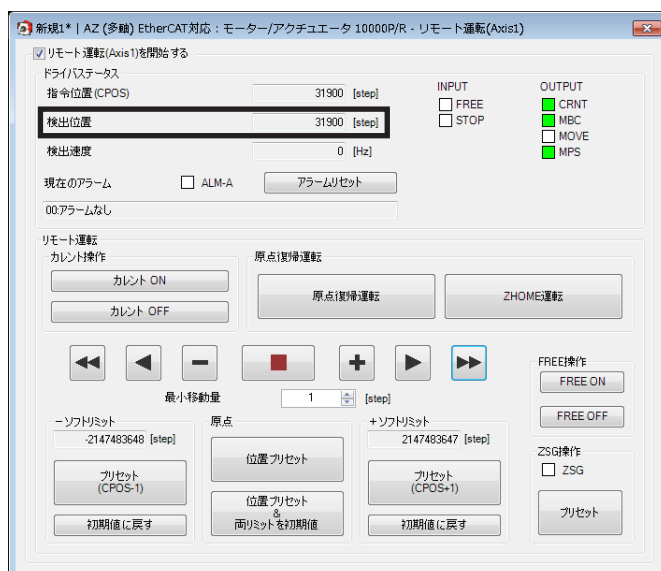 新規1* | AZ (多軸) EtherCAT対応 : モーター/アクチュエータ 10000P/R - リモート運転(Axis1)
リモート運転(Axis1)を開始する
ドライバステータス
指令位置(CPOS) 31900 [step]
検出位置 31900 [step]
検出速度 0 [Hz]
INPUT
FREE
STOP
OUTPUT
CRNT
MBC
MOVE
MPS
現在のアラーム ALM-A アラームリセット
00:アラームなし
リモート運転
カレント操作
カレント ON
カレント OFF
原点復帰運転
原点復帰運転 ZHOME運転
最小移動量 1 [step]
FREE操作
FREE ON
FREE OFF
－ソフトリミット
-2147483648 [step]
プリセット
(CPOS-1)
初期値に戻す
原点
位置プリセット
位置プリセット
&
両リミットを初期値
＋ソフトリミット
2147483647 [step]
プリセット
(CPOS+1)
初期値に戻す
ZSG操作
ZSG
プリセット